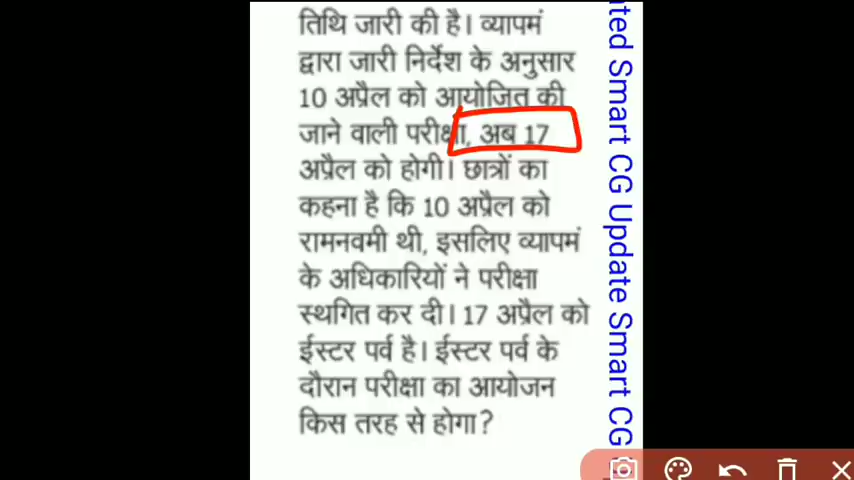 तिथि जारी की है। व्यापमं
द्वारा जारी निर्देश के अनुसार
10 अप्रैल को आयोजित की
जाने वाली परीक्षा, अब 17
अप्रैल को होगी। छात्रों का
कहना है कि 10 अप्रैल को
रामनवमी थी, इसलिए व्यापमं
के अधिकारियों ने परीक्षा
स्थगित कर दी। 17 अप्रैल को
ईस्टर पर्व है। ईस्टर पर्व के
दौरान परीक्षा का आयोजन
किस तरह से होगा?
ted Smart CG Update Smart CG